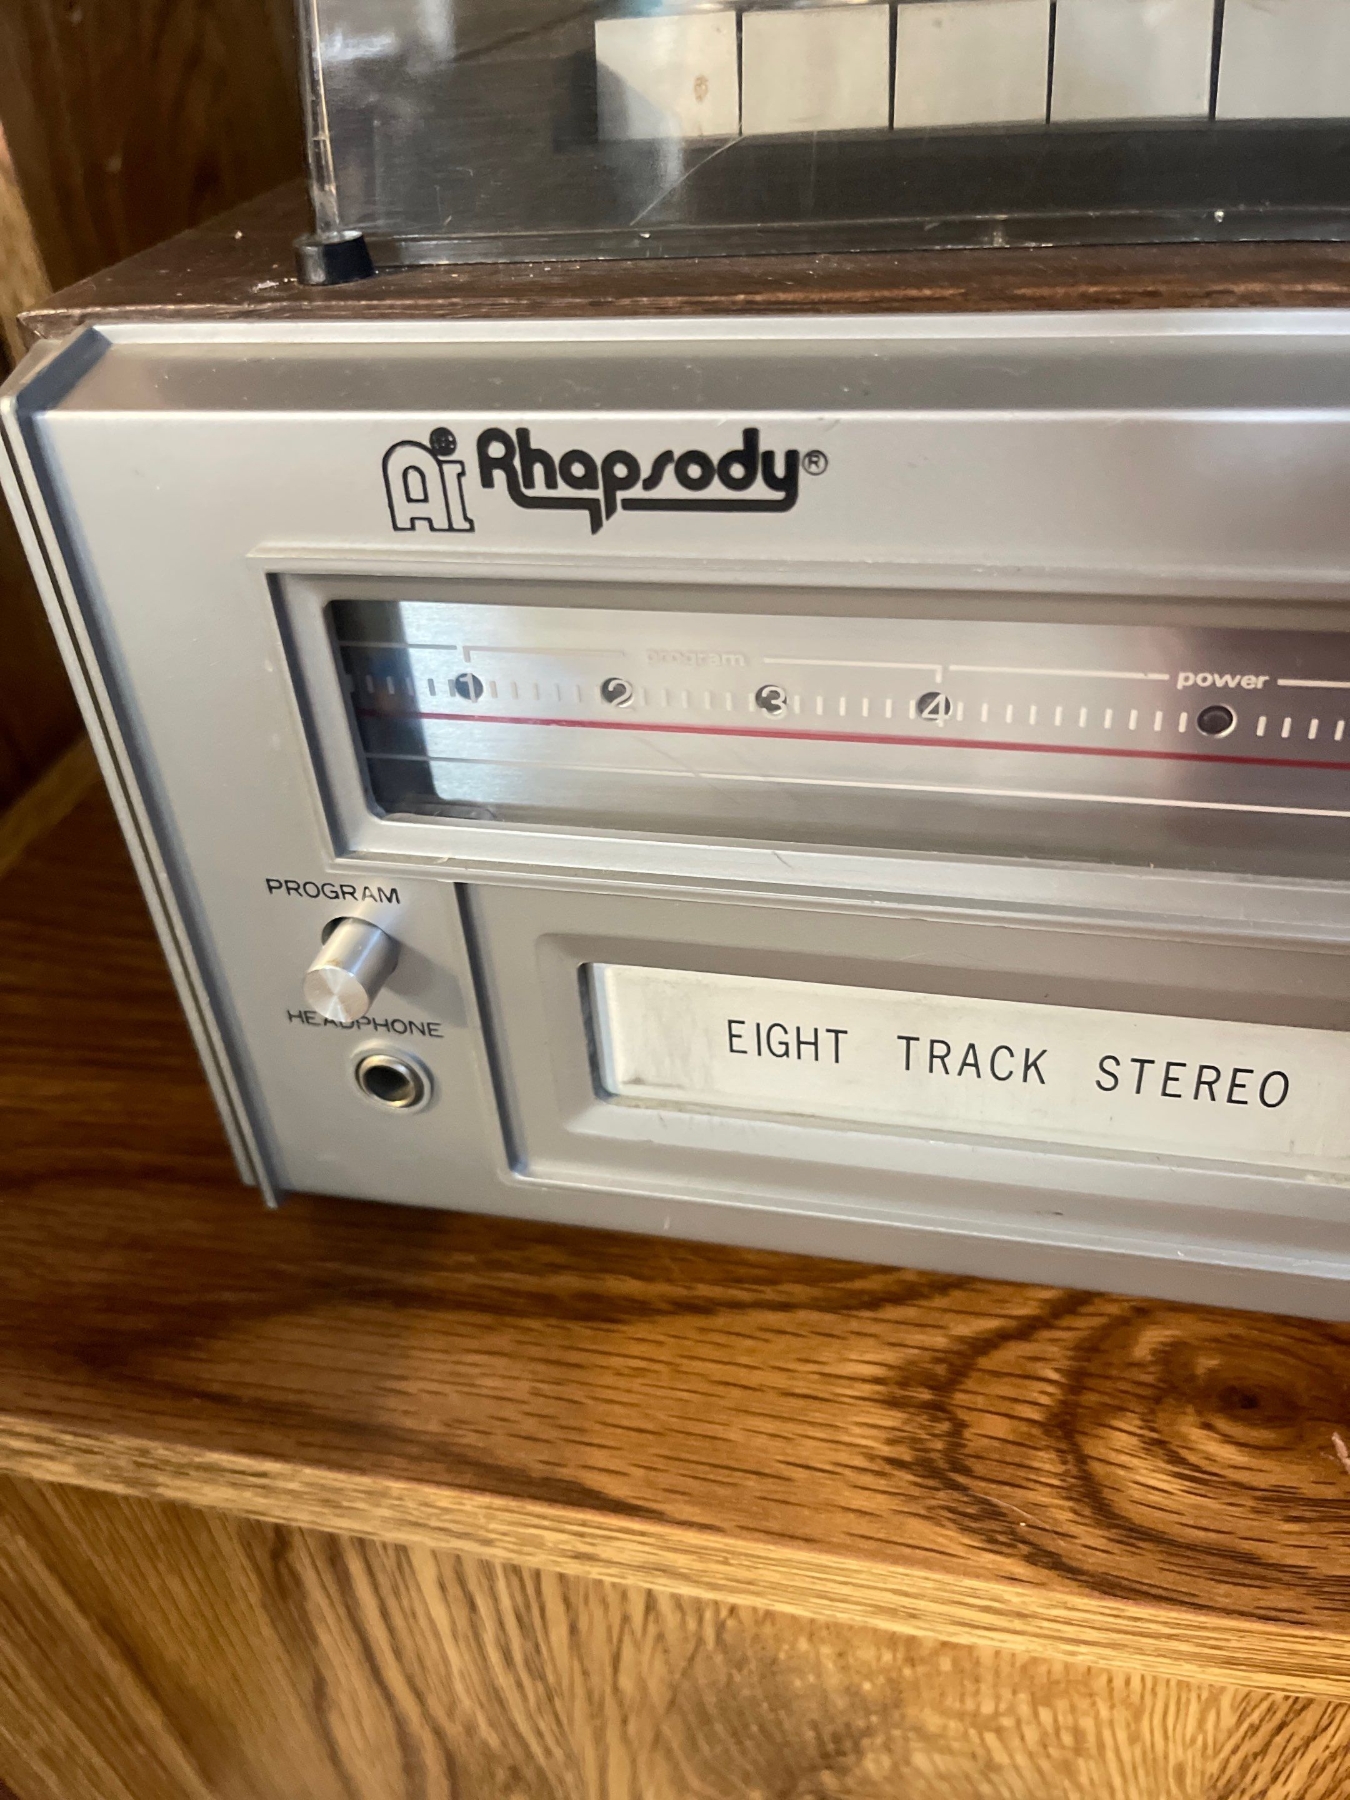 Ai Rhapsody®
program
power
1 2 3 4
PROGRAM
HEADPHONE
EIGHT TRACK STEREO